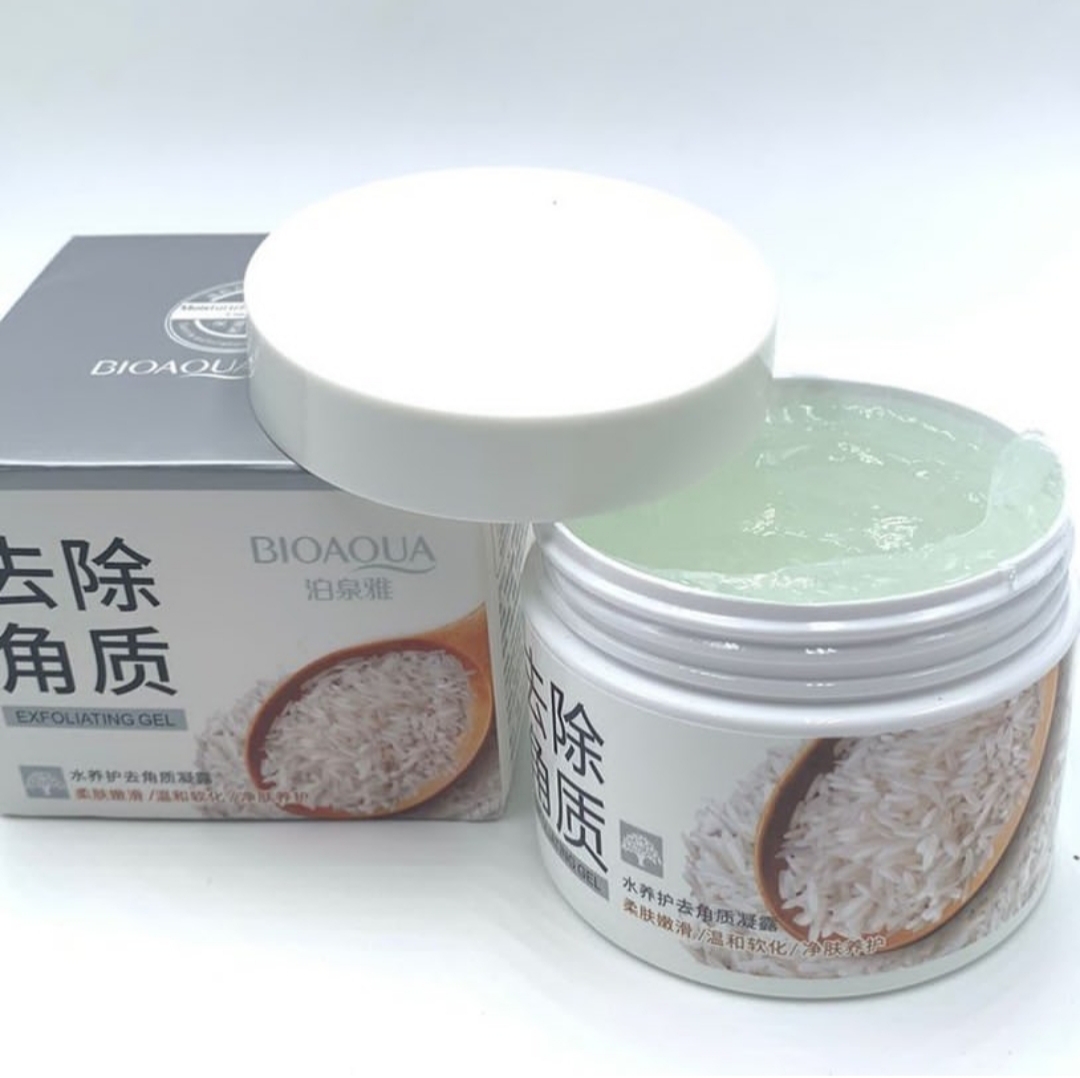 BIOAQUA
去除
角质
EXFOLIATING GEL
水养护去角质凝露
柔肤嫩滑/温和软化/净肤养护
BIOAQUA
泊泉雅
去除
角质
GEL
水养护去角质凝露
柔肤嫩滑/温和软化/净肤养护